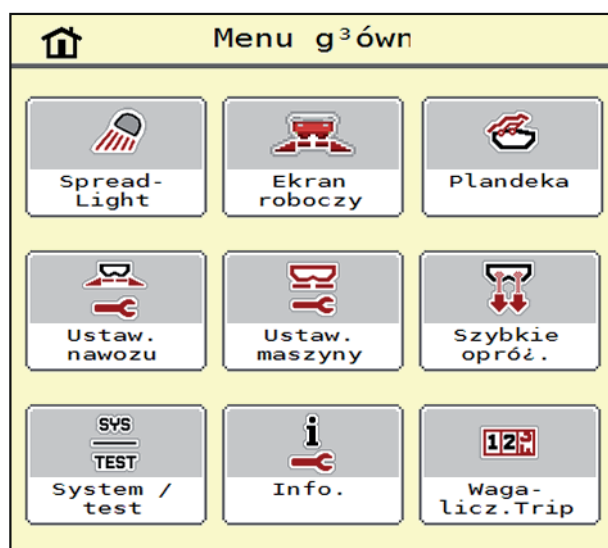 Menu g³ówn
Spread-
Light
Ekran
roboczy
Plandeka
Ustaw.
nawozu
Ustaw.
maszyny
Szybkie
opró¿.
SYS
TEST
System /
test
i
Info.
123
Waga-
licz.Trip